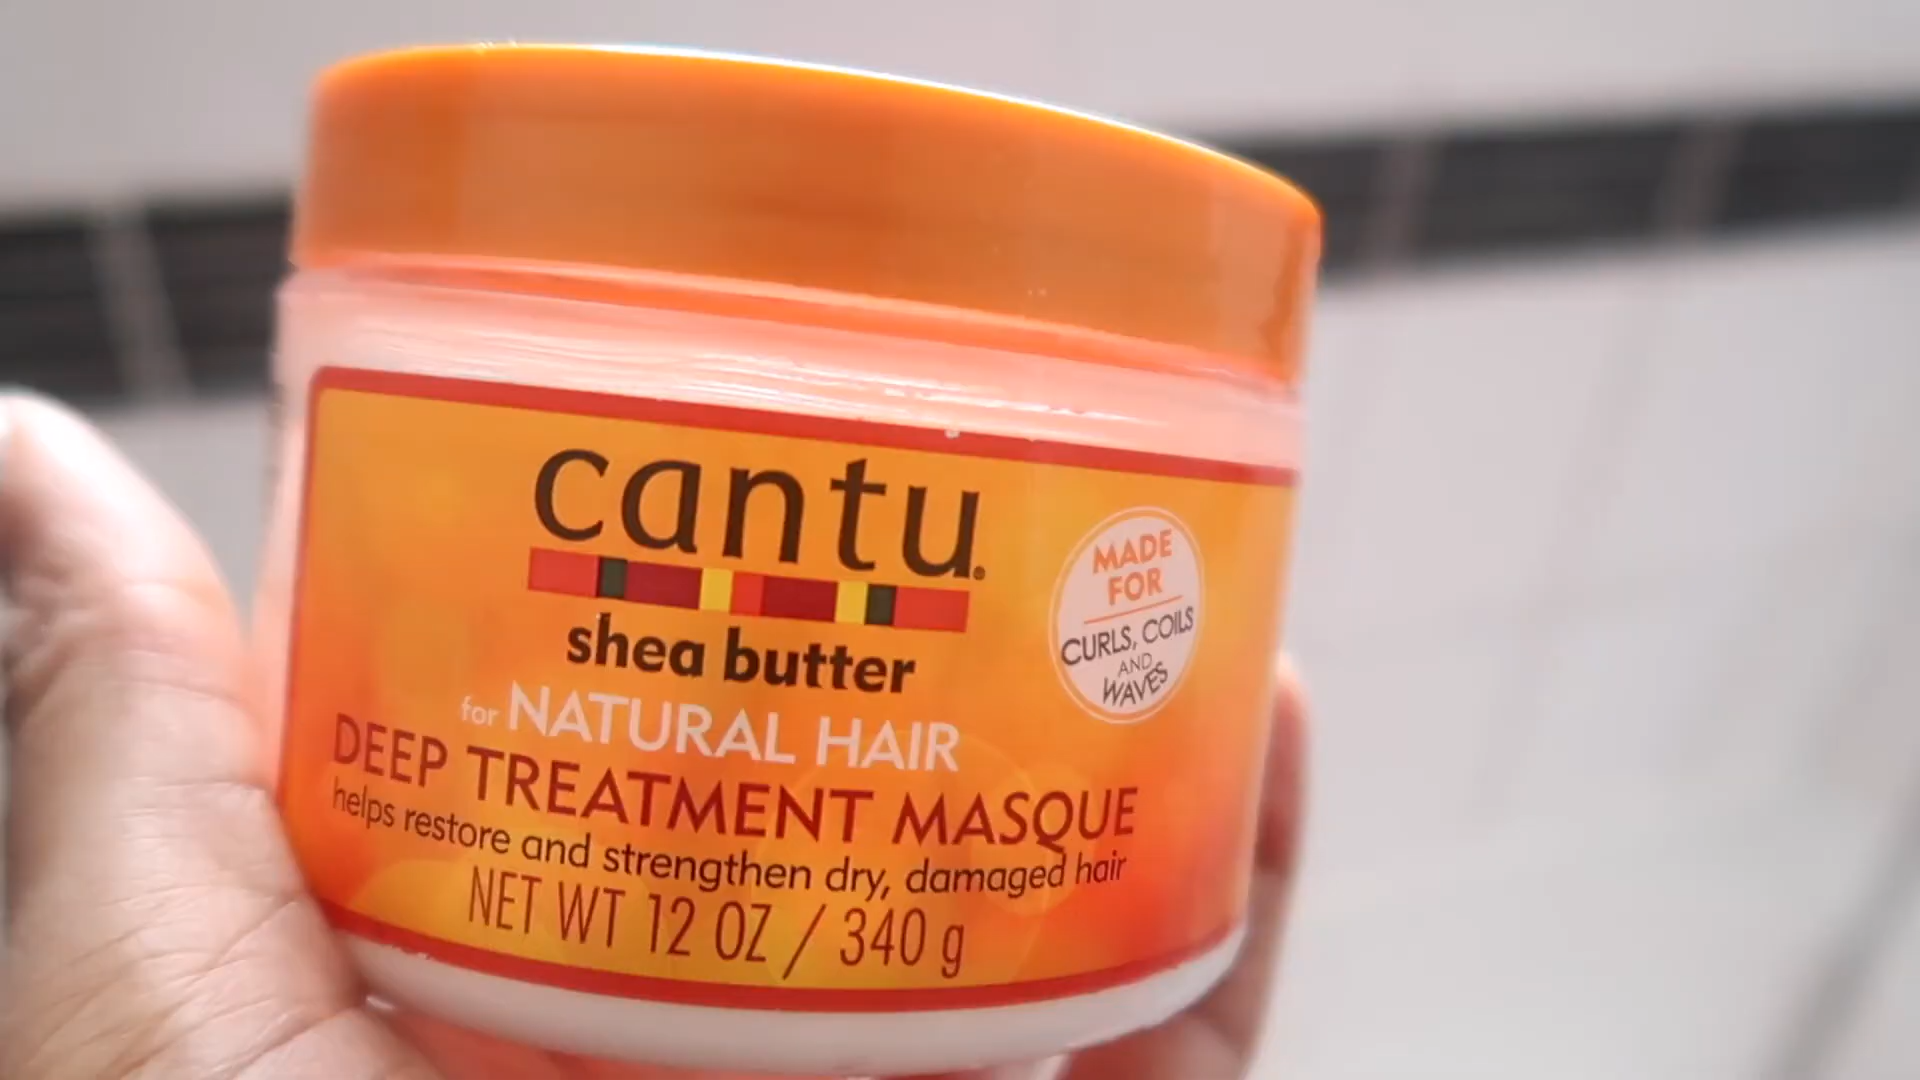 cantu®
shea butter
for NATURAL HAIR
DEEP TREATMENT MASQUE
helps restore and strengthen dry, damaged hair
NET WT 12 OZ / 340 g
MADE
FOR
CURLS, COILS
AND
WAVES